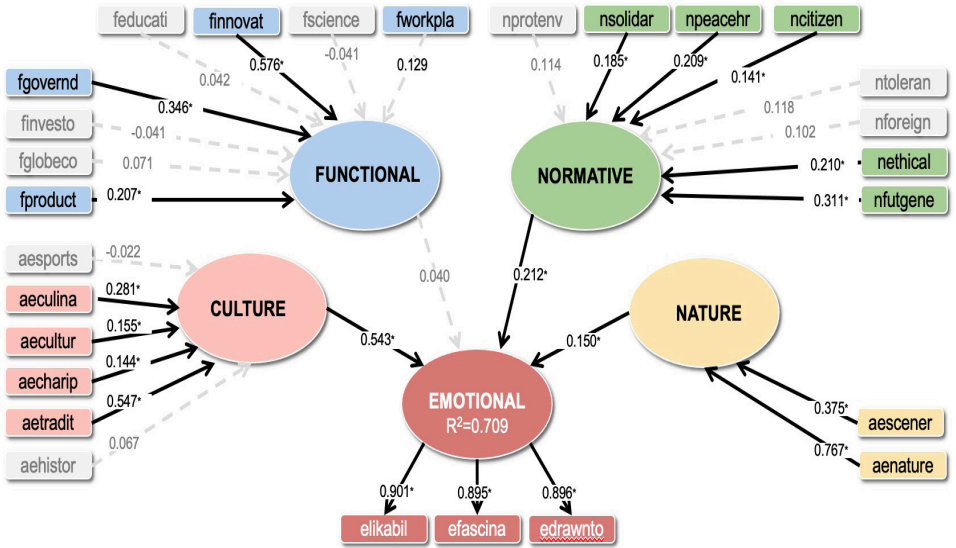 feducati
finnovat
fscience
fworkpla
nprotenv
nsolidar
npeacehr
ncitizen
0.042
0.576*
-0.041
0.129
0.114
0.185*
0.209*
0.141*
fgovernd
0.346*
finvesto
-0.041
fglobeco
0.071
fproduct
0.207*
FUNCTIONAL
NORMATIVE
0.118
ntoleran
0.102
nforeign
0.210*
nethical
0.311*
nfutgene
0.040
0.212*
aesports
-0.022
aeculina
0.281*
aecultur
0.155*
aecharip
0.144*
aetradit
0.547*
aehistor
0.067
CULTURE
0.543*
NATURE
0.150*
0.375*
aescener
0.767*
aenature
EMOTIONAL
R²=0.709
0.901*
0.895*
0.896*
elikabil
efascina
edrawnto